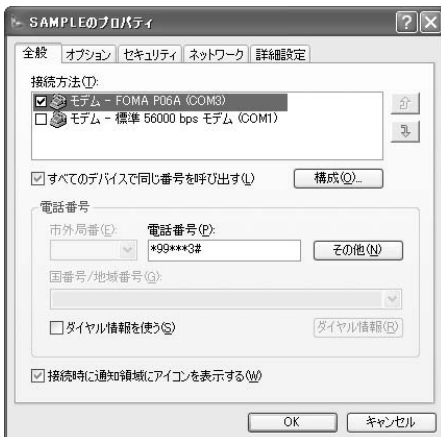 SAMPLEのプロパティ
全般 オプション セキュリティ ネットワーク 詳細設定
接続方法(T):
モデム - FOMA P06A (COM3)
モデム - 標準 56000 bps モデム (COM1)
すべてのデバイスで同じ番号を呼び出す(L) 構成(O)...
電話番号
市外局番(E): 電話番号(P):
*99***3# その他(N)
国番号/地域番号(G):
ダイヤル情報を使う(S) ダイヤル情報(R)
接続時に通知領域にアイコンを表示する(W)
OK キャンセル